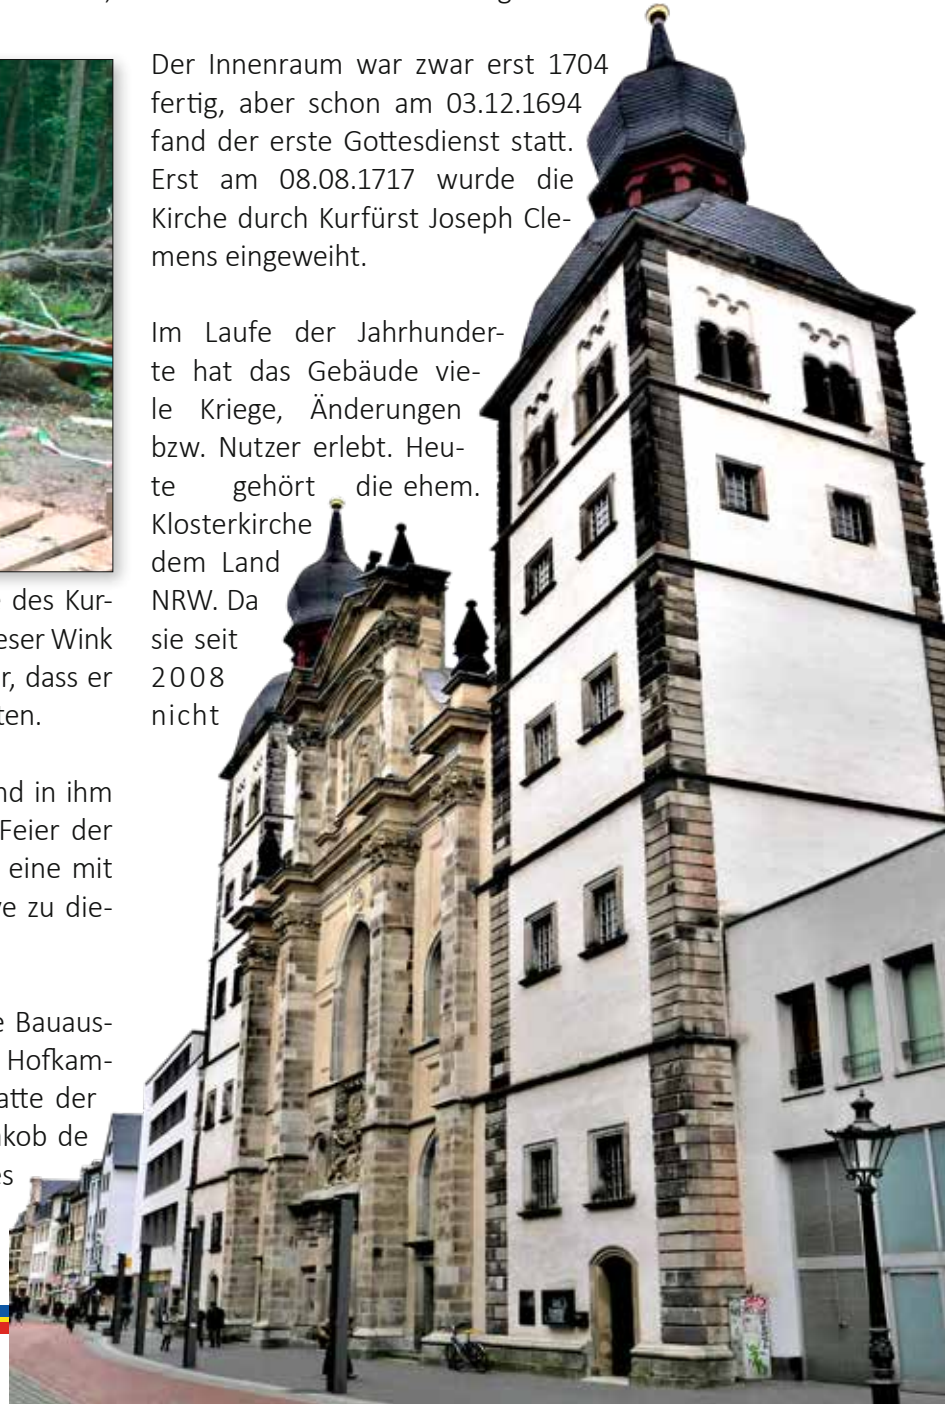 des Kur-
ieser Wink
r, dass er
ten.
nd in ihm
Feier der
eine mit
ve zu die-
e Bauaus-
Hofkam-
atte der
akob de
es
Der Innenraum war zwar erst 1704
fertig, aber schon am 03.12.1694
fand der erste Gottesdienst statt.
Erst am 08.08.1717 wurde die
Kirche durch Kurfürst Joseph Cle-
mens eingeweiht.
Im Laufe der Jahrhunder-
te hat das Gebäude vie-
le Kriege, Änderungen
bzw. Nutzer erlebt. Heu-
te gehört die ehem.
Klosterkirche
dem Land
NRW. Da
sie seit
2008
nicht